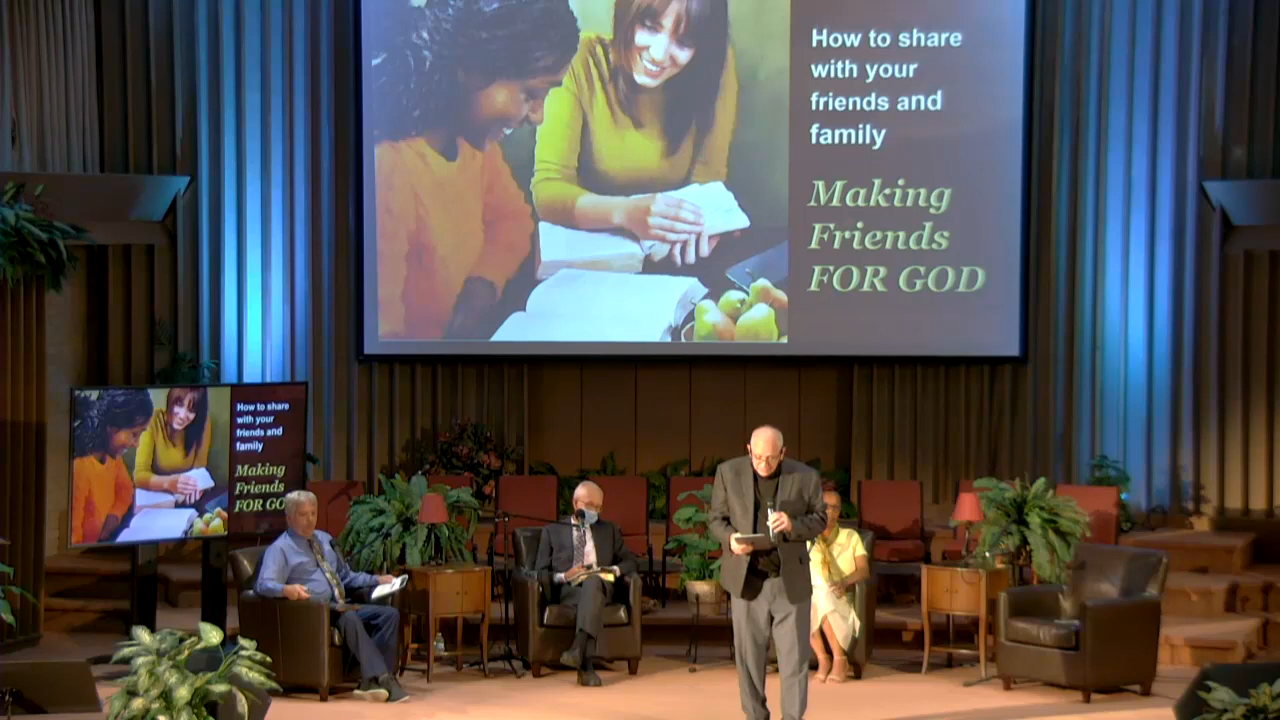 How to share
with your
friends and
family
Making
Friends
FOR GOD
How to share
with your
friends and
family
Making
Friends
FOR GO